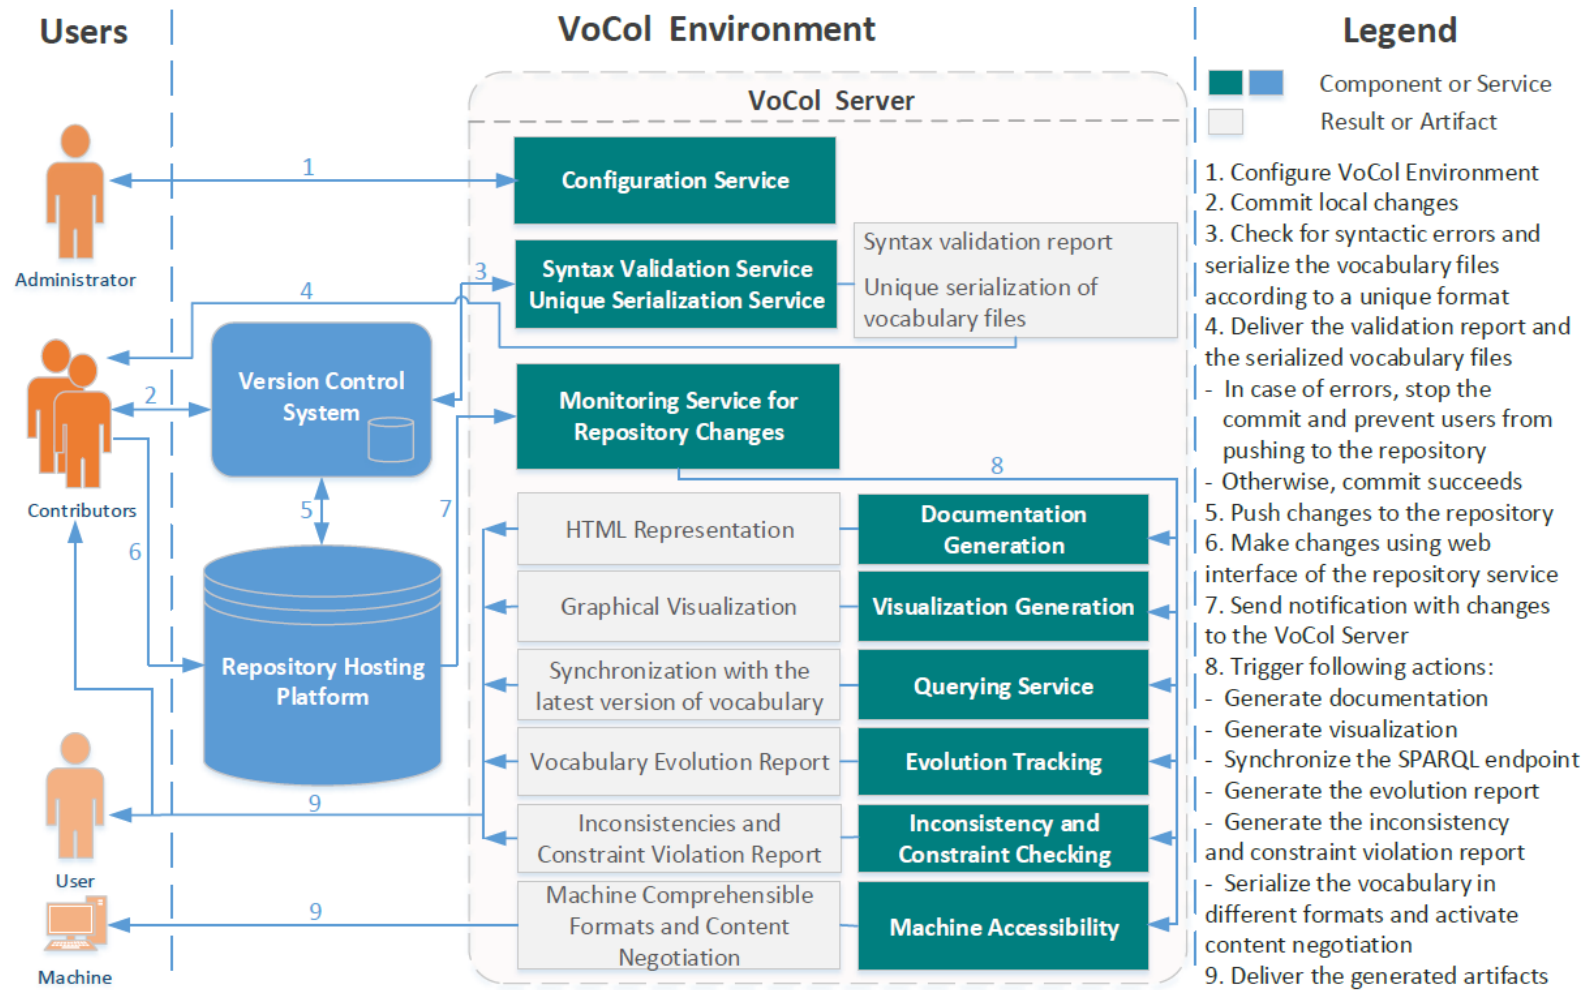 Users
VoCol Environment
Legend
VoCol Server
Component or Service
Result or Artifact
1
Configuration Service
Administrator
Syntax Validation Service
Unique Serialization Service
Syntax validation report
Unique serialization of
vocabulary files
3
4
Version Control
System
2
Monitoring Service for
Repository Changes
8
Contributors
5
7
6
HTML Representation
Documentation
Generation
Graphical Visualization
Visualization Generation
Repository Hosting
Platform
Synchronization with the
latest version of vocabulary
Querying Service
Vocabulary Evolution Report
Evolution Tracking
9
Inconsistencies and
Constraint Violation Report
Inconsistency and
Constraint Checking
User
9
Machine Comprehensible
Formats and Content
Negotiation
Machine Accessibility
Machine
1. Configure VoCol Environment
2. Commit local changes
3. Check for syntactic errors and
serialize the vocabulary files
according to a unique format
4. Deliver the validation report and
the serialized vocabulary files
- In case of errors, stop the
commit and prevent users from
pushing to the repository
- Otherwise, commit succeeds
5. Push changes to the repository
6. Make changes using web
interface of the repository service
7. Send notification with changes
to the VoCol Server
8. Trigger following actions:
- Generate documentation
- Generate visualization
- Synchronize the SPARQL endpoint
- Generate the evolution report
- Generate the inconsistency
and constraint violation report
- Serialize the vocabulary in
different formats and activate
content negotiation
9. Deliver the generated artifacts